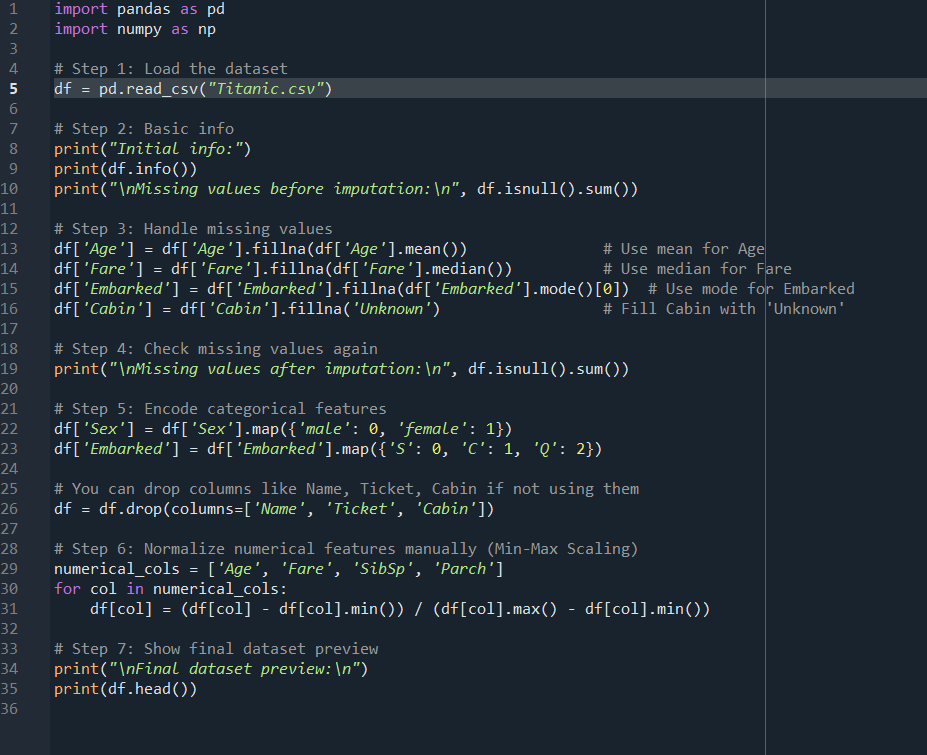 1 import pandas as pd
2 import numpy as np
3
4 # Step 1: Load the dataset
5 df = pd.read_csv("Titanic.csv")
6
7 # Step 2: Basic info
8 print("Initial info:")
9 print(df.info())
10 print("\nMissing values before imputation:\n", df.isnull().sum())
11
12 # Step 3: Handle missing values
13 df['Age'] = df['Age'].fillna(df['Age'].mean())               # Use mean for Age
14 df['Fare'] = df['Fare'].fillna(df['Fare'].median())          # Use median for Fare
15 df['Embarked'] = df['Embarked'].fillna(df['Embarked'].mode()[0])  # Use mode for Embarked
16 df['Cabin'] = df['Cabin'].fillna('Unknown')                  # Fill Cabin with 'Unknown'
17
18 # Step 4: Check missing values again
19 print("\nMissing values after imputation:\n", df.isnull().sum())
20
21 # Step 5: Encode categorical features
22 df['Sex'] = df['Sex'].map({'male': 0, 'female': 1})
23 df['Embarked'] = df['Embarked'].map({'S': 0, 'C': 1, 'Q': 2})
24
25 # You can drop columns like Name, Ticket, Cabin if not using them
26 df = df.drop(columns=['Name', 'Ticket', 'Cabin'])
27
28 # Step 6: Normalize numerical features manually (Min-Max Scaling)
29 numerical_cols = ['Age', 'Fare', 'SibSp', 'Parch']
30 for col in numerical_cols:
31     df[col] = (df[col] - df[col].min()) / (df[col].max() - df[col].min())
32
33 # Step 7: Show final dataset preview
34 print("\nFinal dataset preview:\n")
35 print(df.head())
36